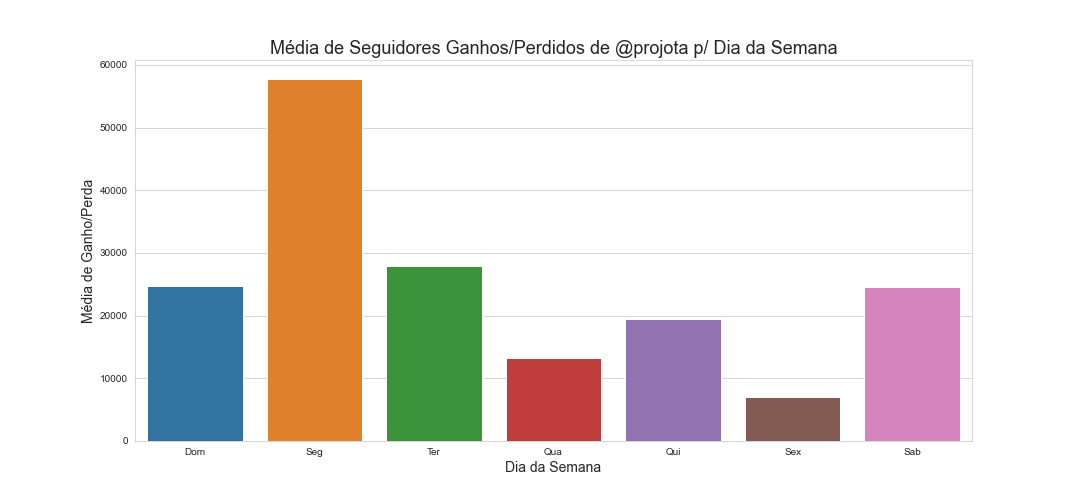 Média de Seguidores Ganhos/Perdidos de @projota p/ Dia da Semana
Média de Ganho/Perda
60000
50000
40000
30000
20000
10000
0
Dom Seg Ter Qua Qui Sex Sab
Dia da Semana